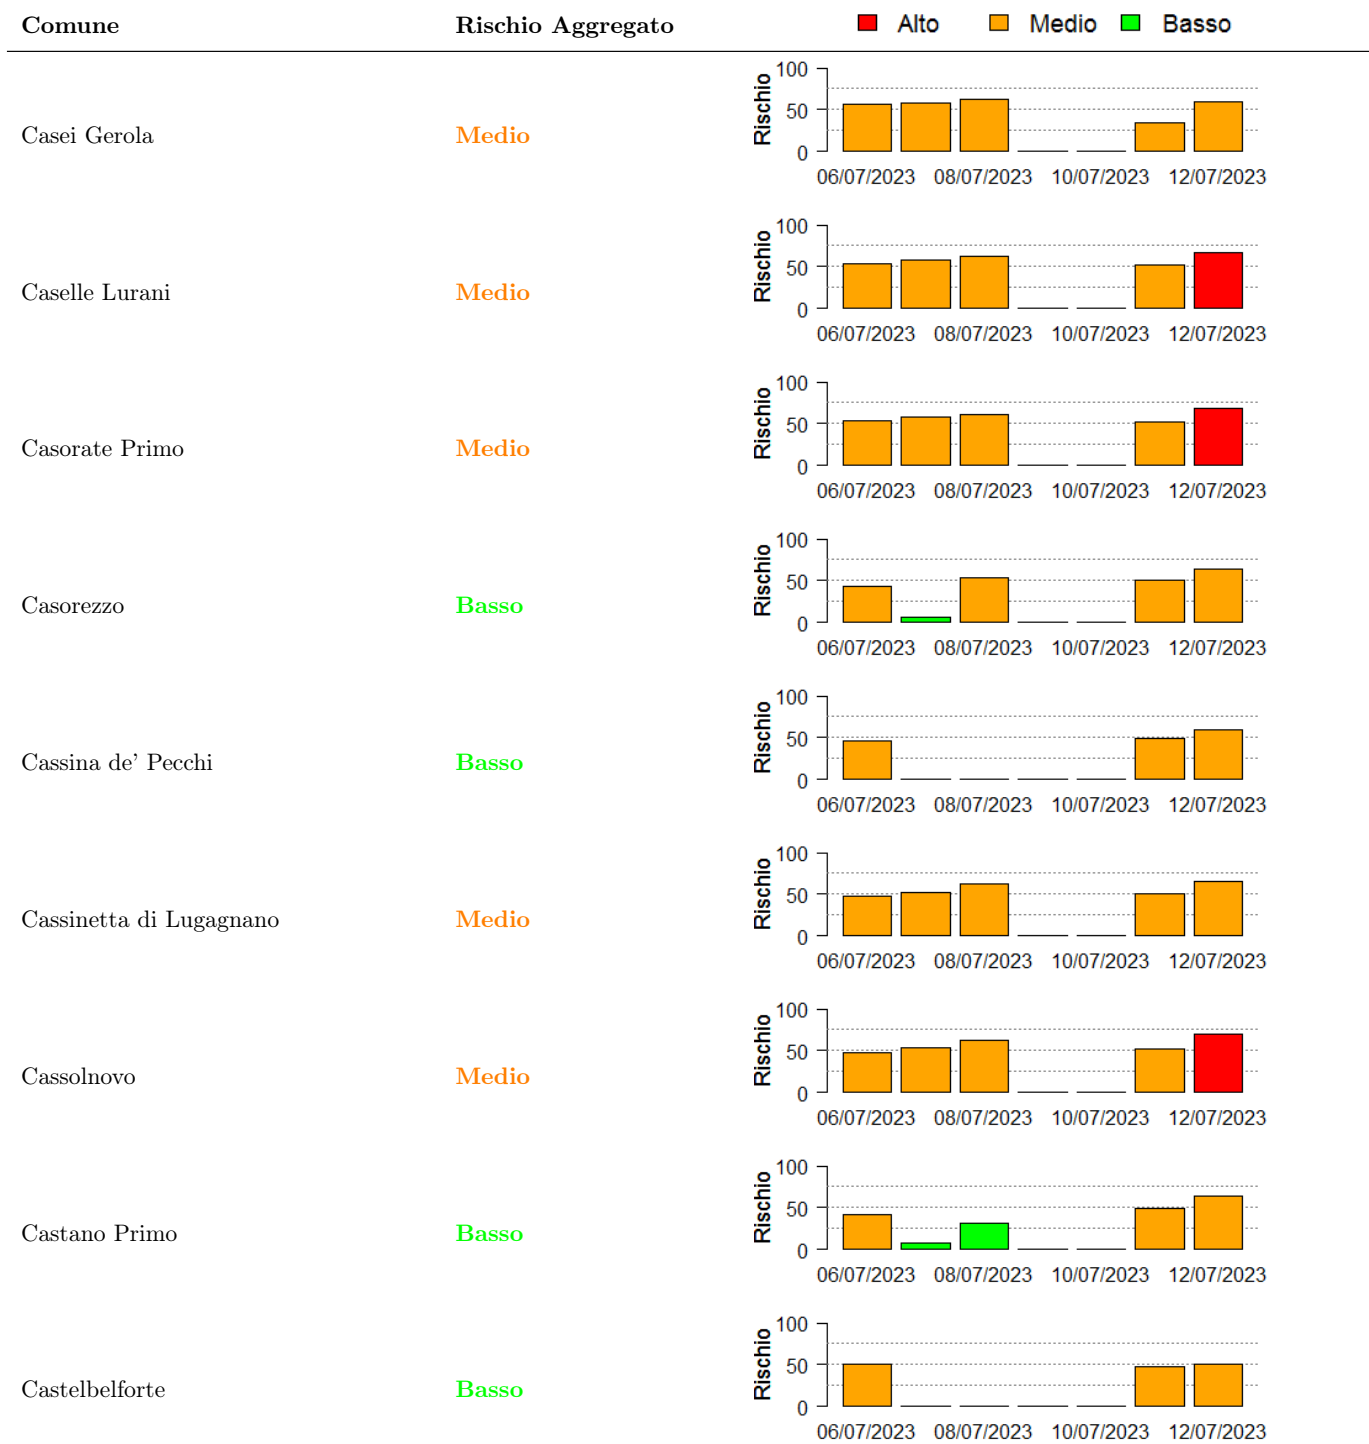 Comune Rischio Aggregato Alto Medio Basso
Casei Gerola Medio
Rischio
100
50
0
06/07/2023 08/07/2023 10/07/2023 12/07/2023
Caselle Lurani Medio
Rischio
100
50
0
06/07/2023 08/07/2023 10/07/2023 12/07/2023
Casorate Primo Medio
Rischio
100
50
0
06/07/2023 08/07/2023 10/07/2023 12/07/2023
Casorezzo Basso
Rischio
100
50
0
06/07/2023 08/07/2023 10/07/2023 12/07/2023
Cassina de' Pecchi Basso
Rischio
100
50
0
06/07/2023 08/07/2023 10/07/2023 12/07/2023
Cassinetta di Lugagnano Medio
Rischio
100
50
0
06/07/2023 08/07/2023 10/07/2023 12/07/2023
Cassolnovo Medio
Rischio
100
50
0
06/07/2023 08/07/2023 10/07/2023 12/07/2023
Castano Primo Basso
Rischio
100
50
0
06/07/2023 08/07/2023 10/07/2023 12/07/2023
Castelbelforte Basso
Rischio
100
50
0
06/07/2023 08/07/2023 10/07/2023 12/07/2023